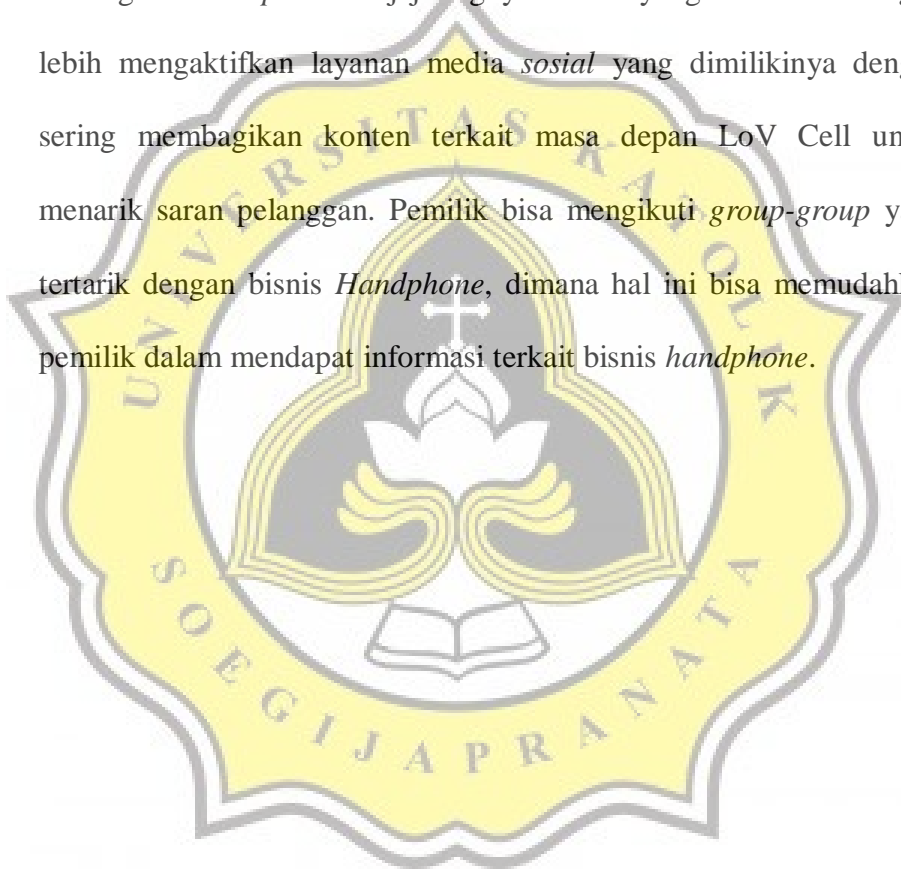 lebih mengaktifkan layanan media sosial yang dimilikinya deng
sering membagikan konten terkait masa depan LoV Cell un
menarik saran pelanggan. Pemilik bisa mengikuti group-group y
tertarik dengan bisnis Handphone, dimana hal ini bisa memudahk
pemilik dalam mendapat informasi terkait bisnis handphone.
UNIVERSITAS KATOLIK
SOEGIJAPRANATA